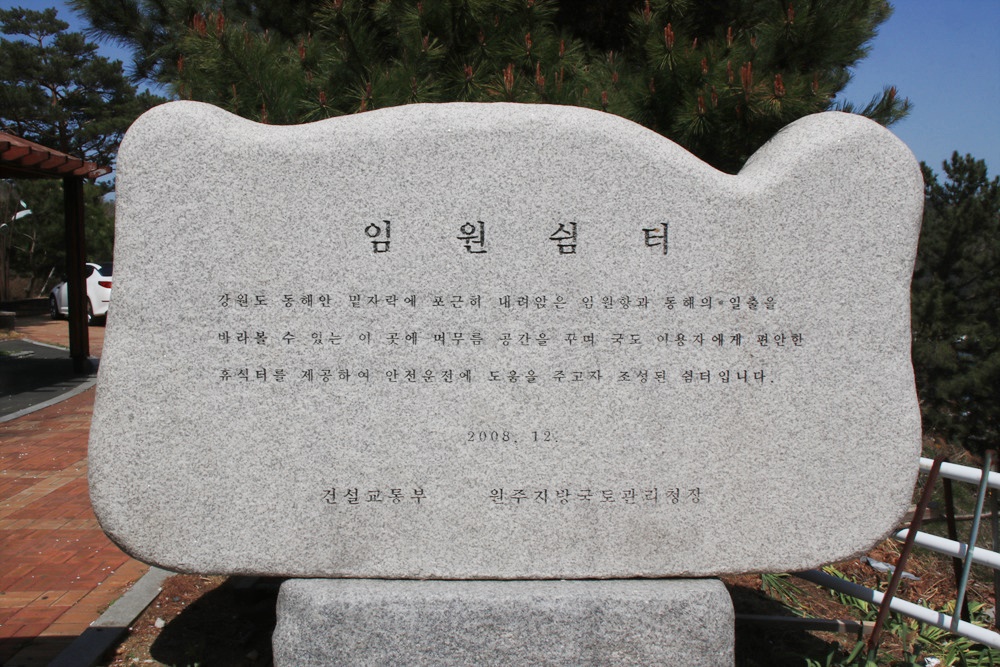 임원쉼터
강원도 동해안 밑자락에 포근히 내려앉은 임원항과 동해의 일출을
바라볼 수 있는 이 곳에 머무름 공간을 꾸며 국도 이용자에게 편안한
휴식터를 제공하여 안전운전에 도움을 주고자 조성된 쉼터입니다.
2008. 12.
건설교통부 원주지방국토관리청장